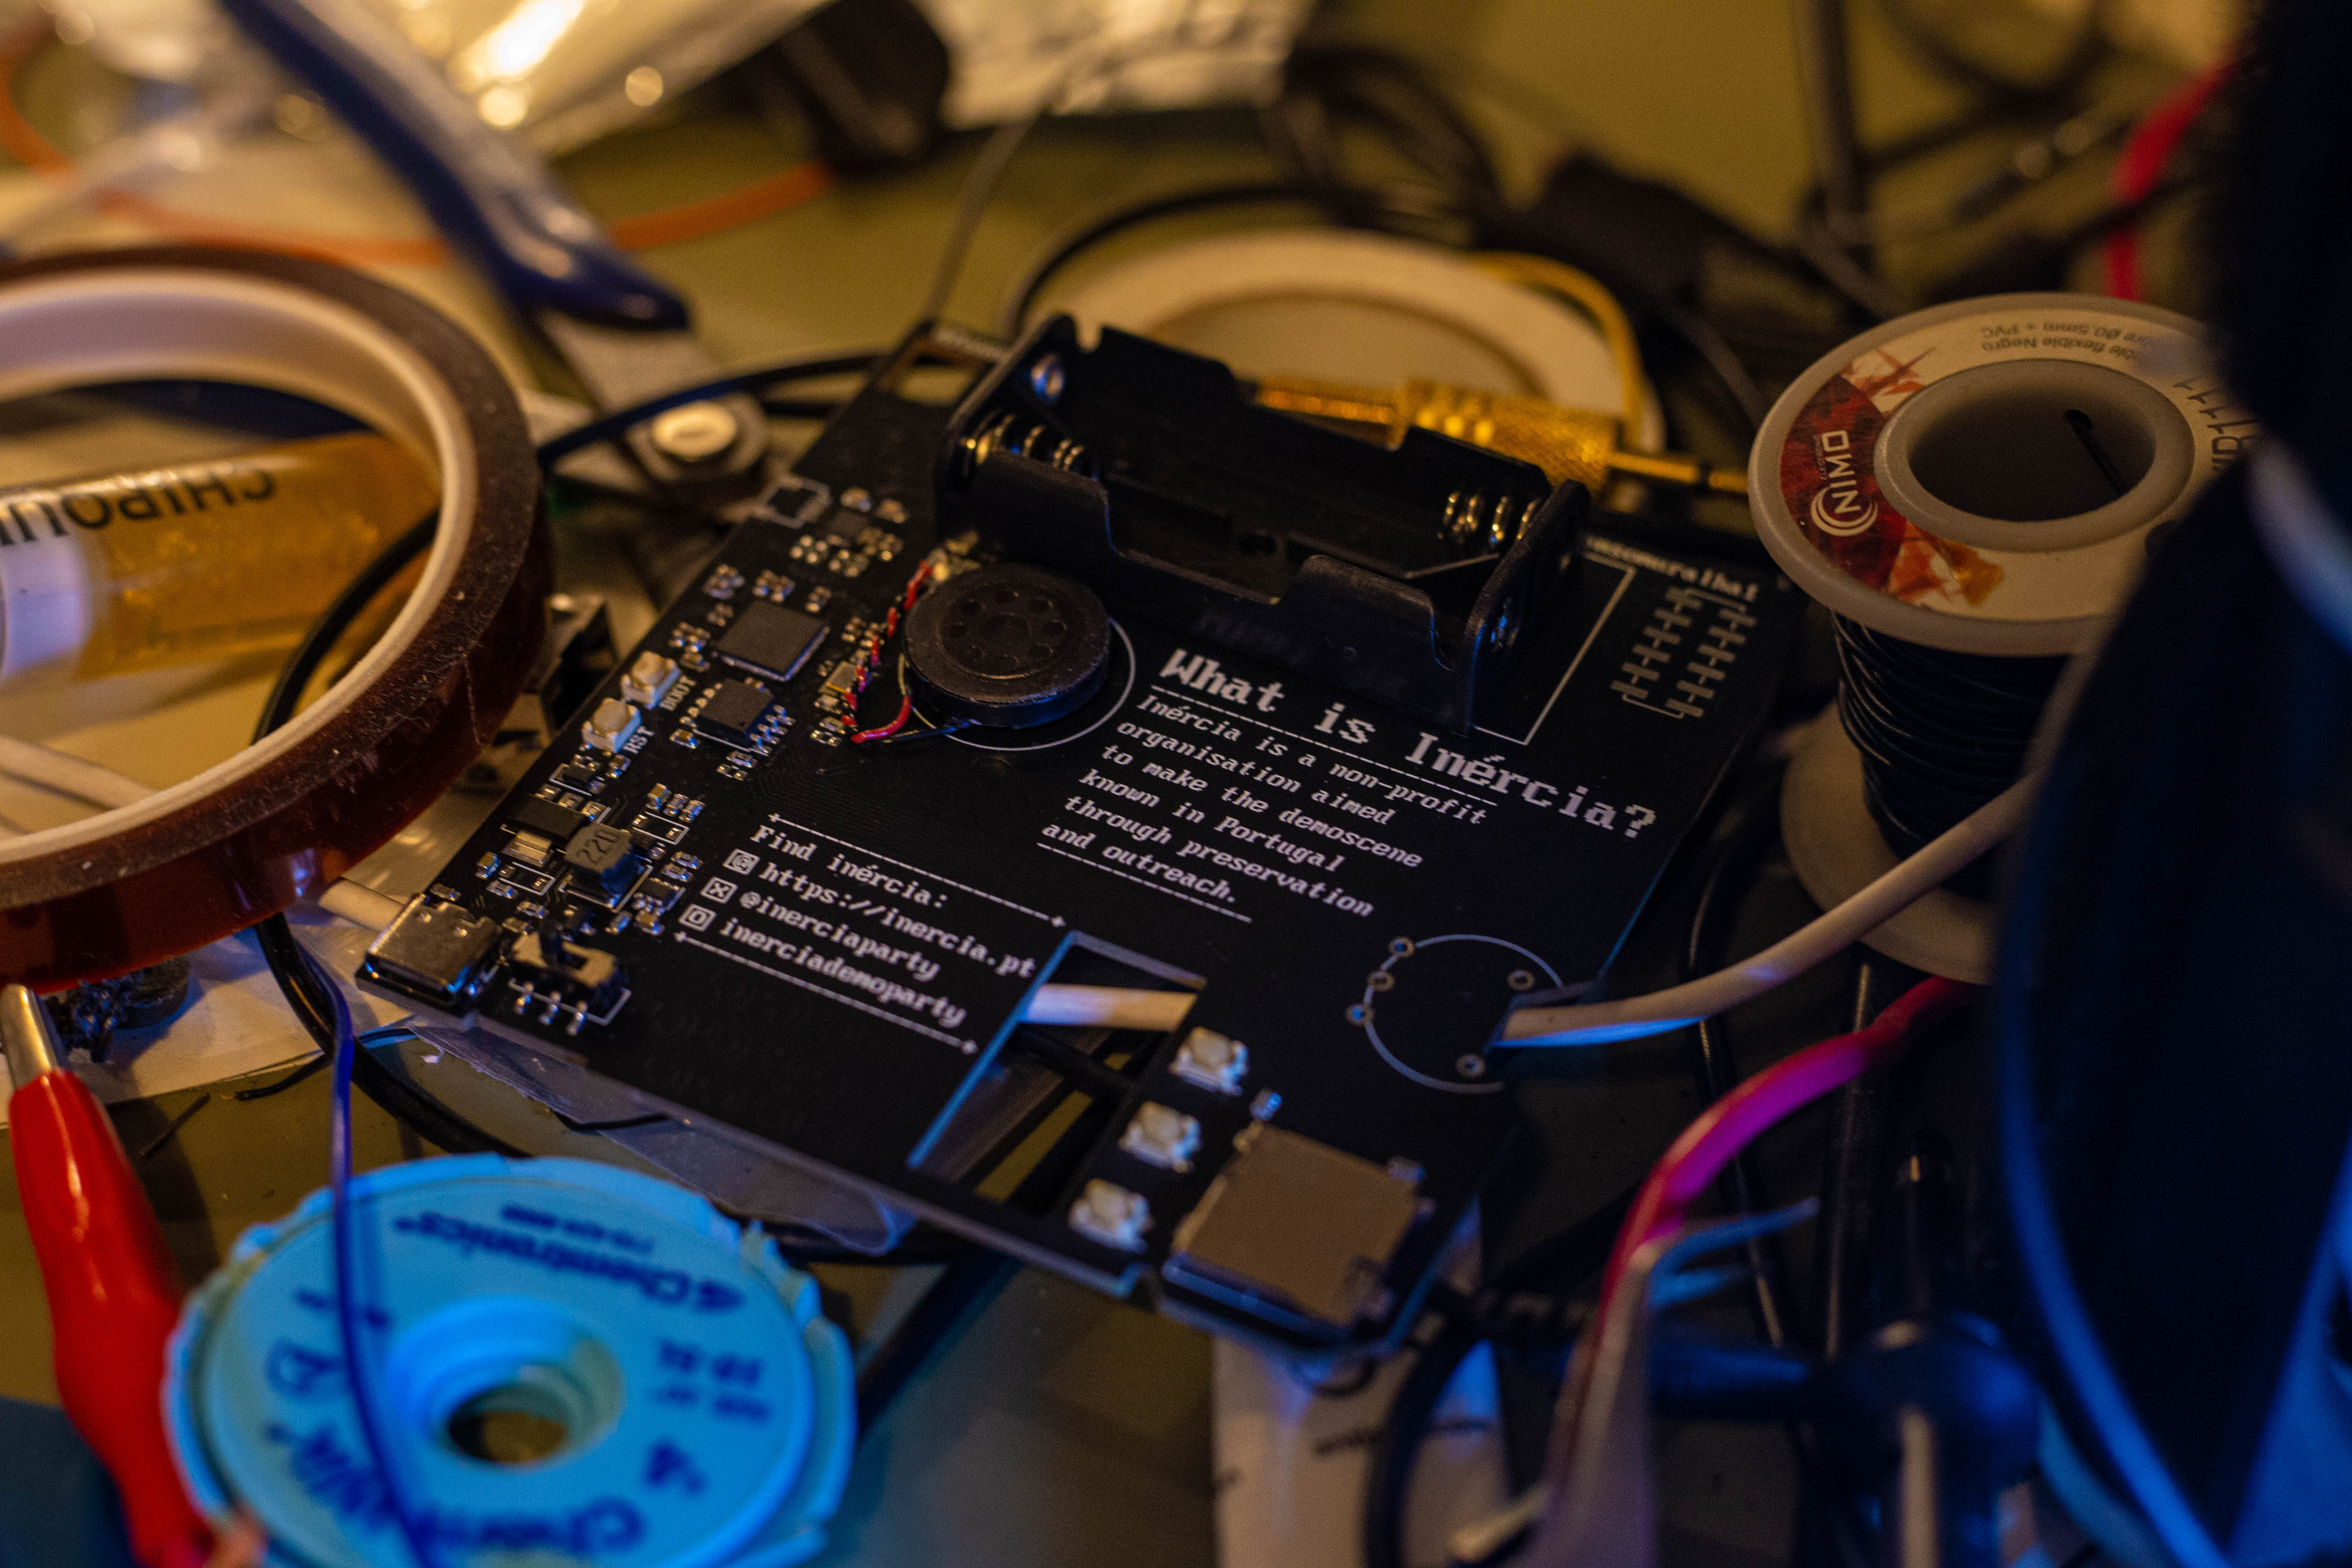 What is Inércia?
Inércia is a non-profit
organisation aimed
to make the demoscene
known in Portugal
through preservation
and outreach.
Find inércia:
https://inercia.pt
@inerciaparty
inerciademoparty
BOOT
RST
220
NIMO
Chemtronics